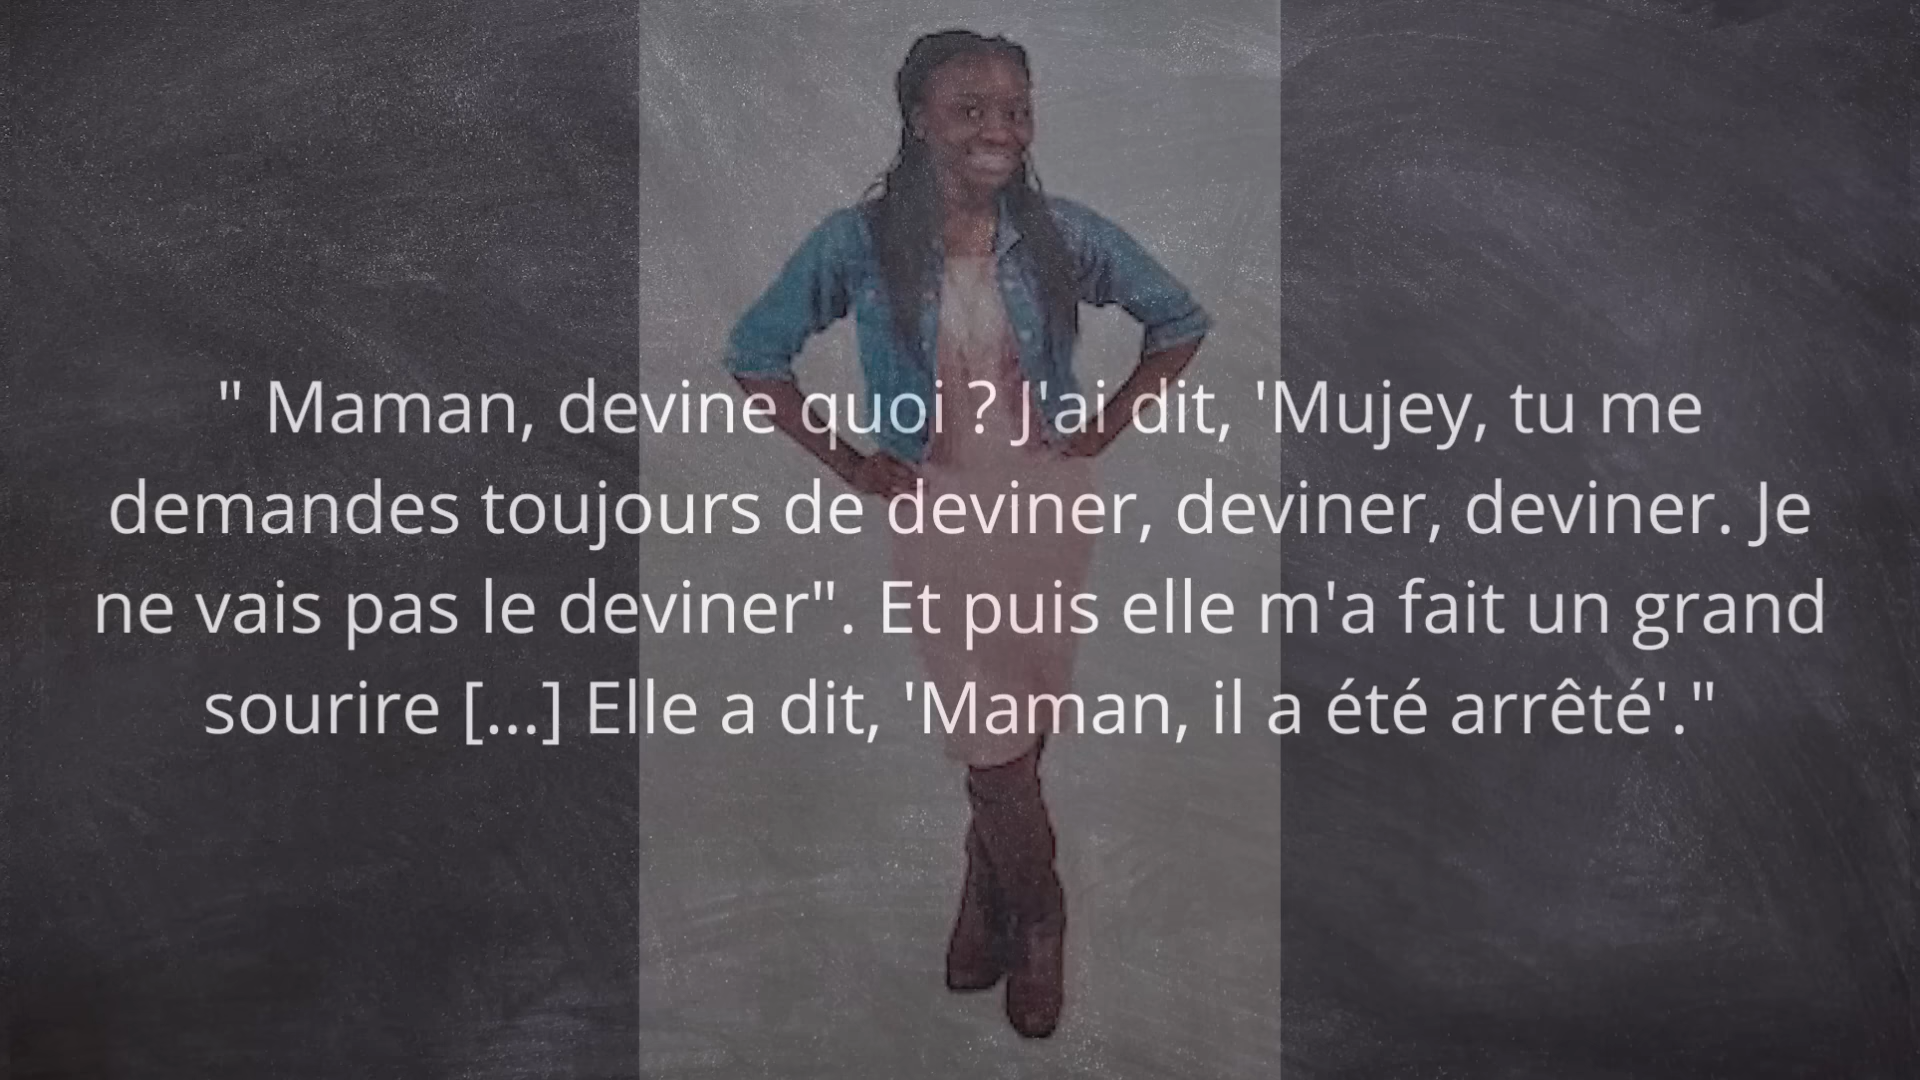 " Maman, devine quoi ? J'ai dit, 'Mujey, tu me
demandes toujours de deviner, deviner, deviner. Je
ne vais pas le deviner". Et puis elle m'a fait un grand
sourire [...] Elle a dit, 'Maman, il a été arrêté'."